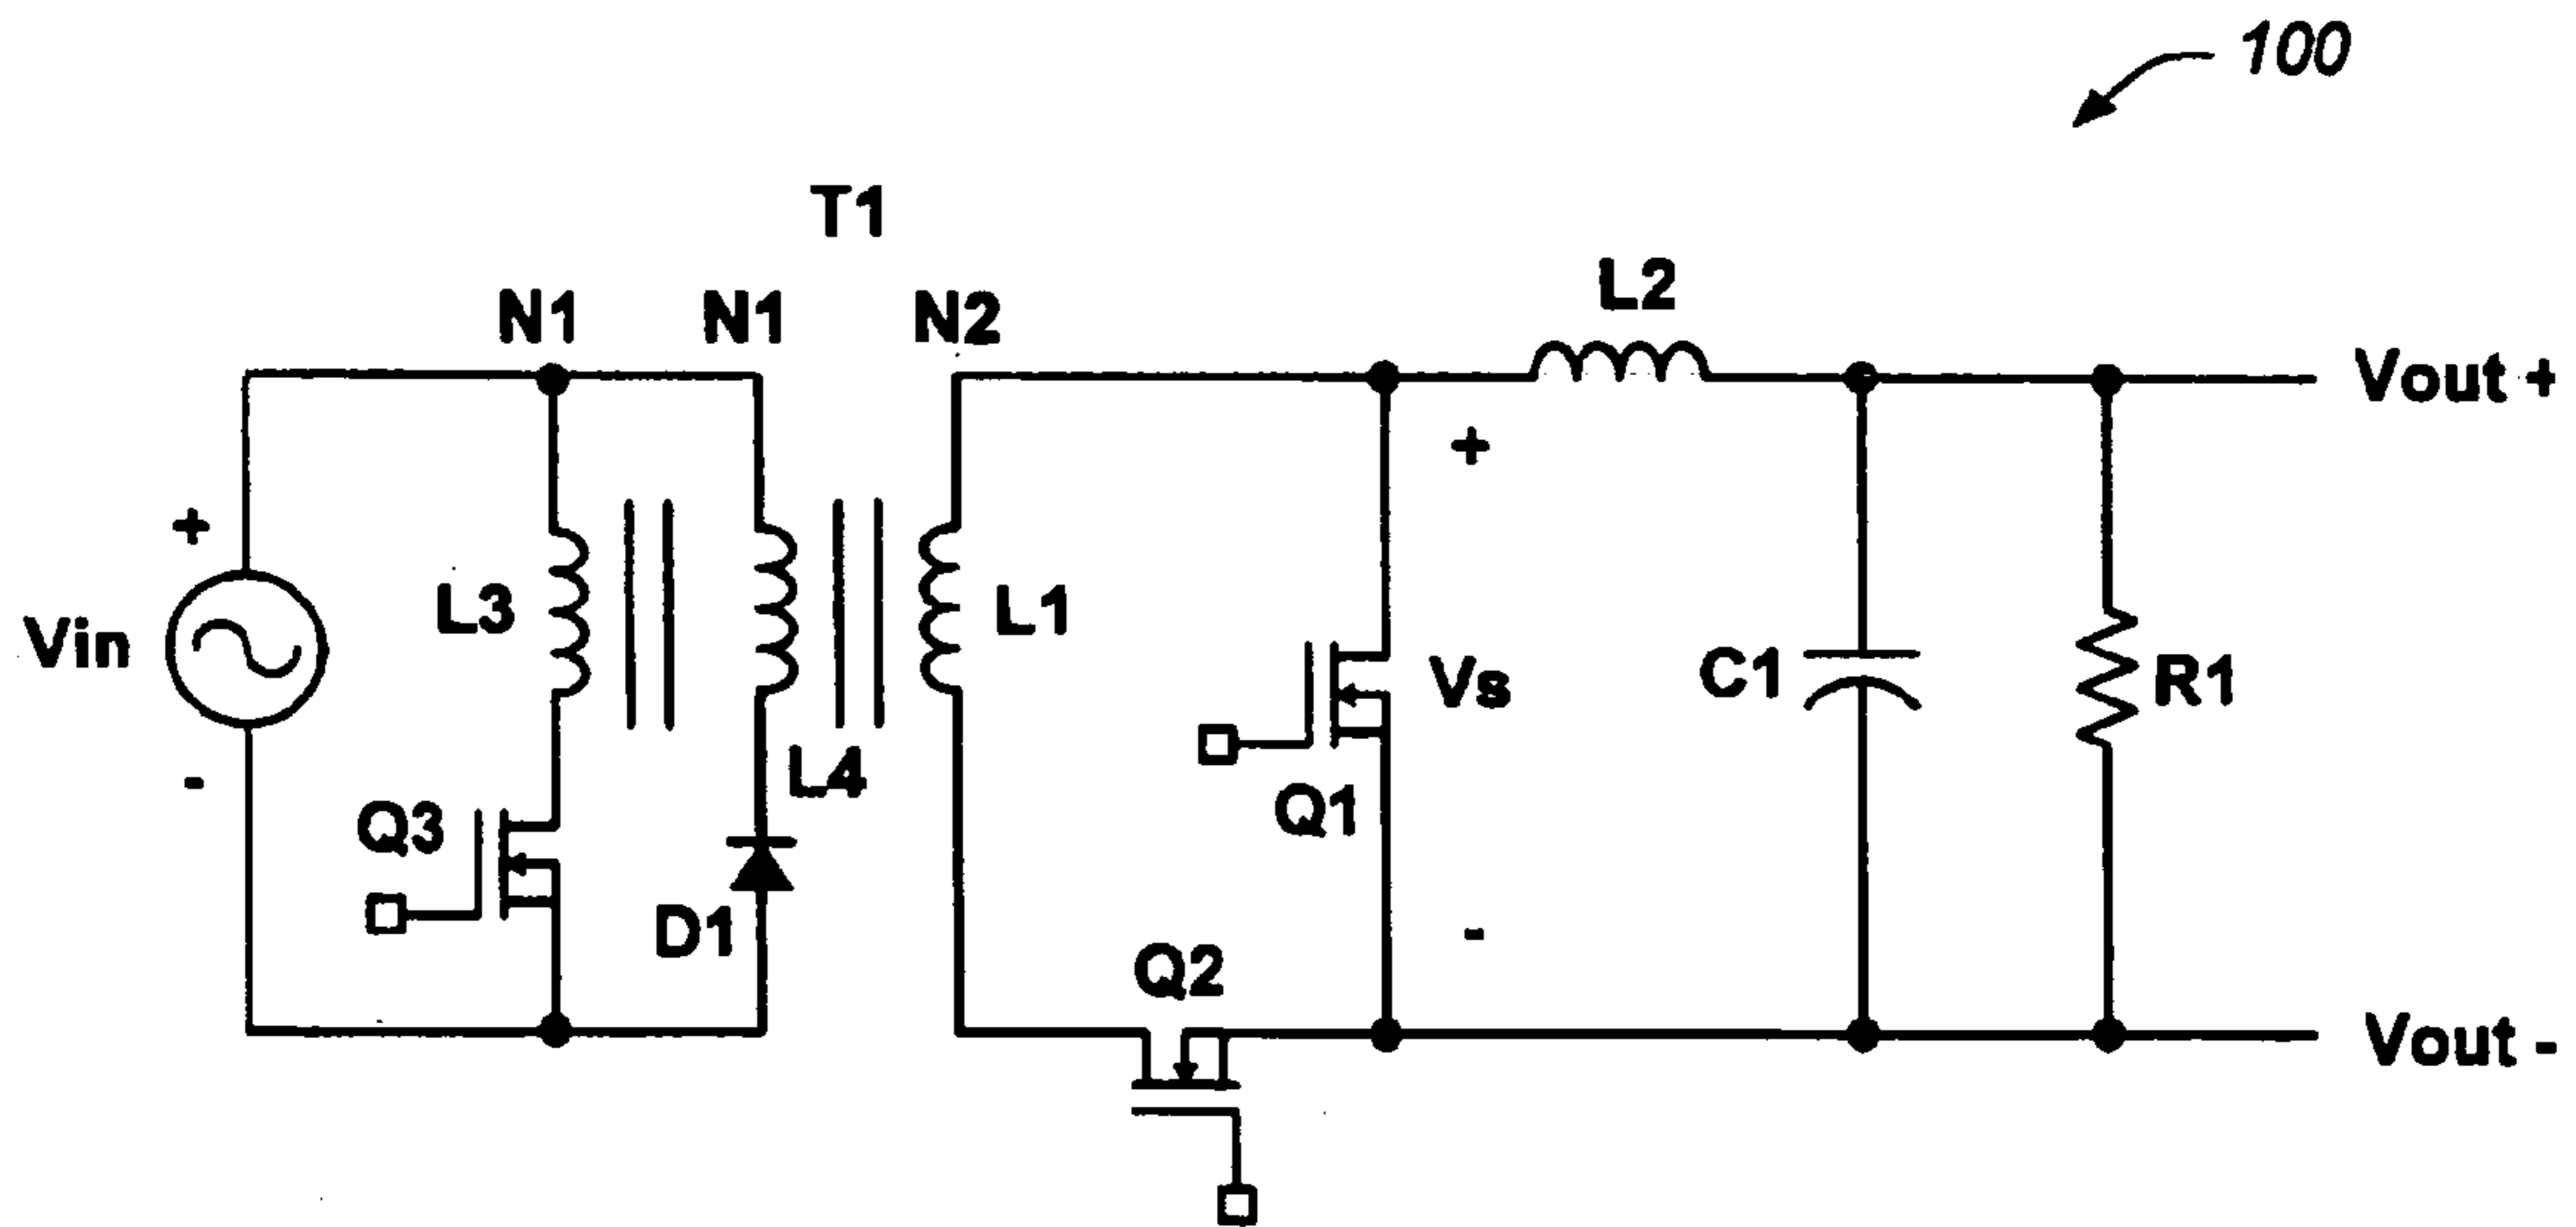 100
T1
N1 N1 N2 L2
Vout +
+
+
L3 L1
Vin Vs C1 R1
- L4
Q3 Q1
D1 -
Q2
Vout -